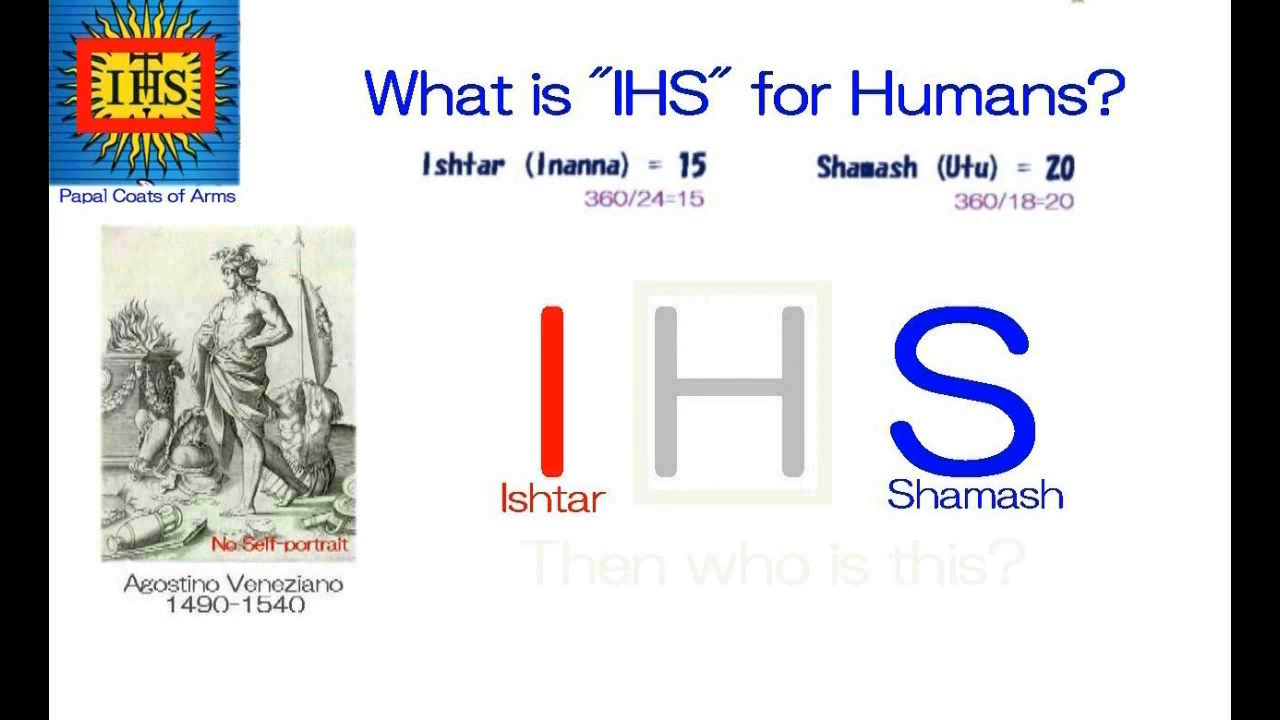 IHS
What is "IHS" for Humans?
Ishtar (Inanna) = 15
360/24=15
Shamash (Utu) = 20
360/18=20
Papal Coats of Arms
I H S
Ishtar
Shamash
Then who is this?
No Self-portrait
Agostino Veneziano
1490-1540